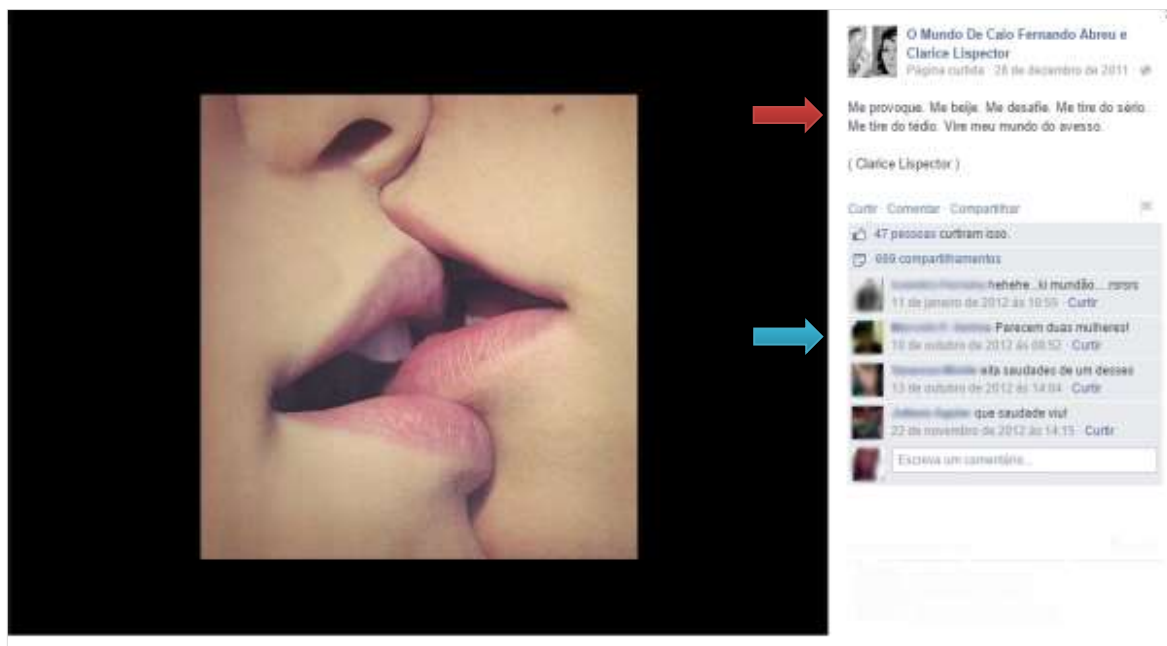 O Mundo De Caio Fernando Abreu e
Clarice Lispector
Página curtida · 28 de dezembro de 2011 ·
Me provoque. Me beije. Me desafie. Me tire do sério.
Me tire do tédio. Vire meu mundo do avesso.
( Clarice Lispector )
Curtir · Comentar · Compartilhar
47 pessoas curtiram isso.
669 compartilhamentos
hehehe...ki mundão.....rsrsrs
11 de janeiro de 2012 às 10:55 · Curtir
Parecem duas mulheres!
10 de outubro de 2012 às 08:52 · Curtir
eita saudades de um desses
13 de outubro de 2012 às 14:04 · Curtir
que saudade viu!
22 de novembro de 2012 às 14:15 · Curtir
Escreva um comentário...